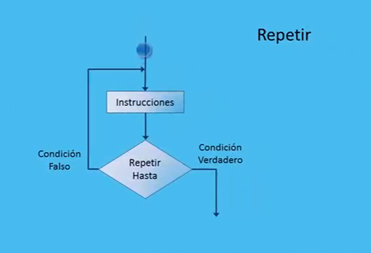 Repetir
Instrucciones
Condición
Falso
Repetir
Hasta
Condición
Verdadero